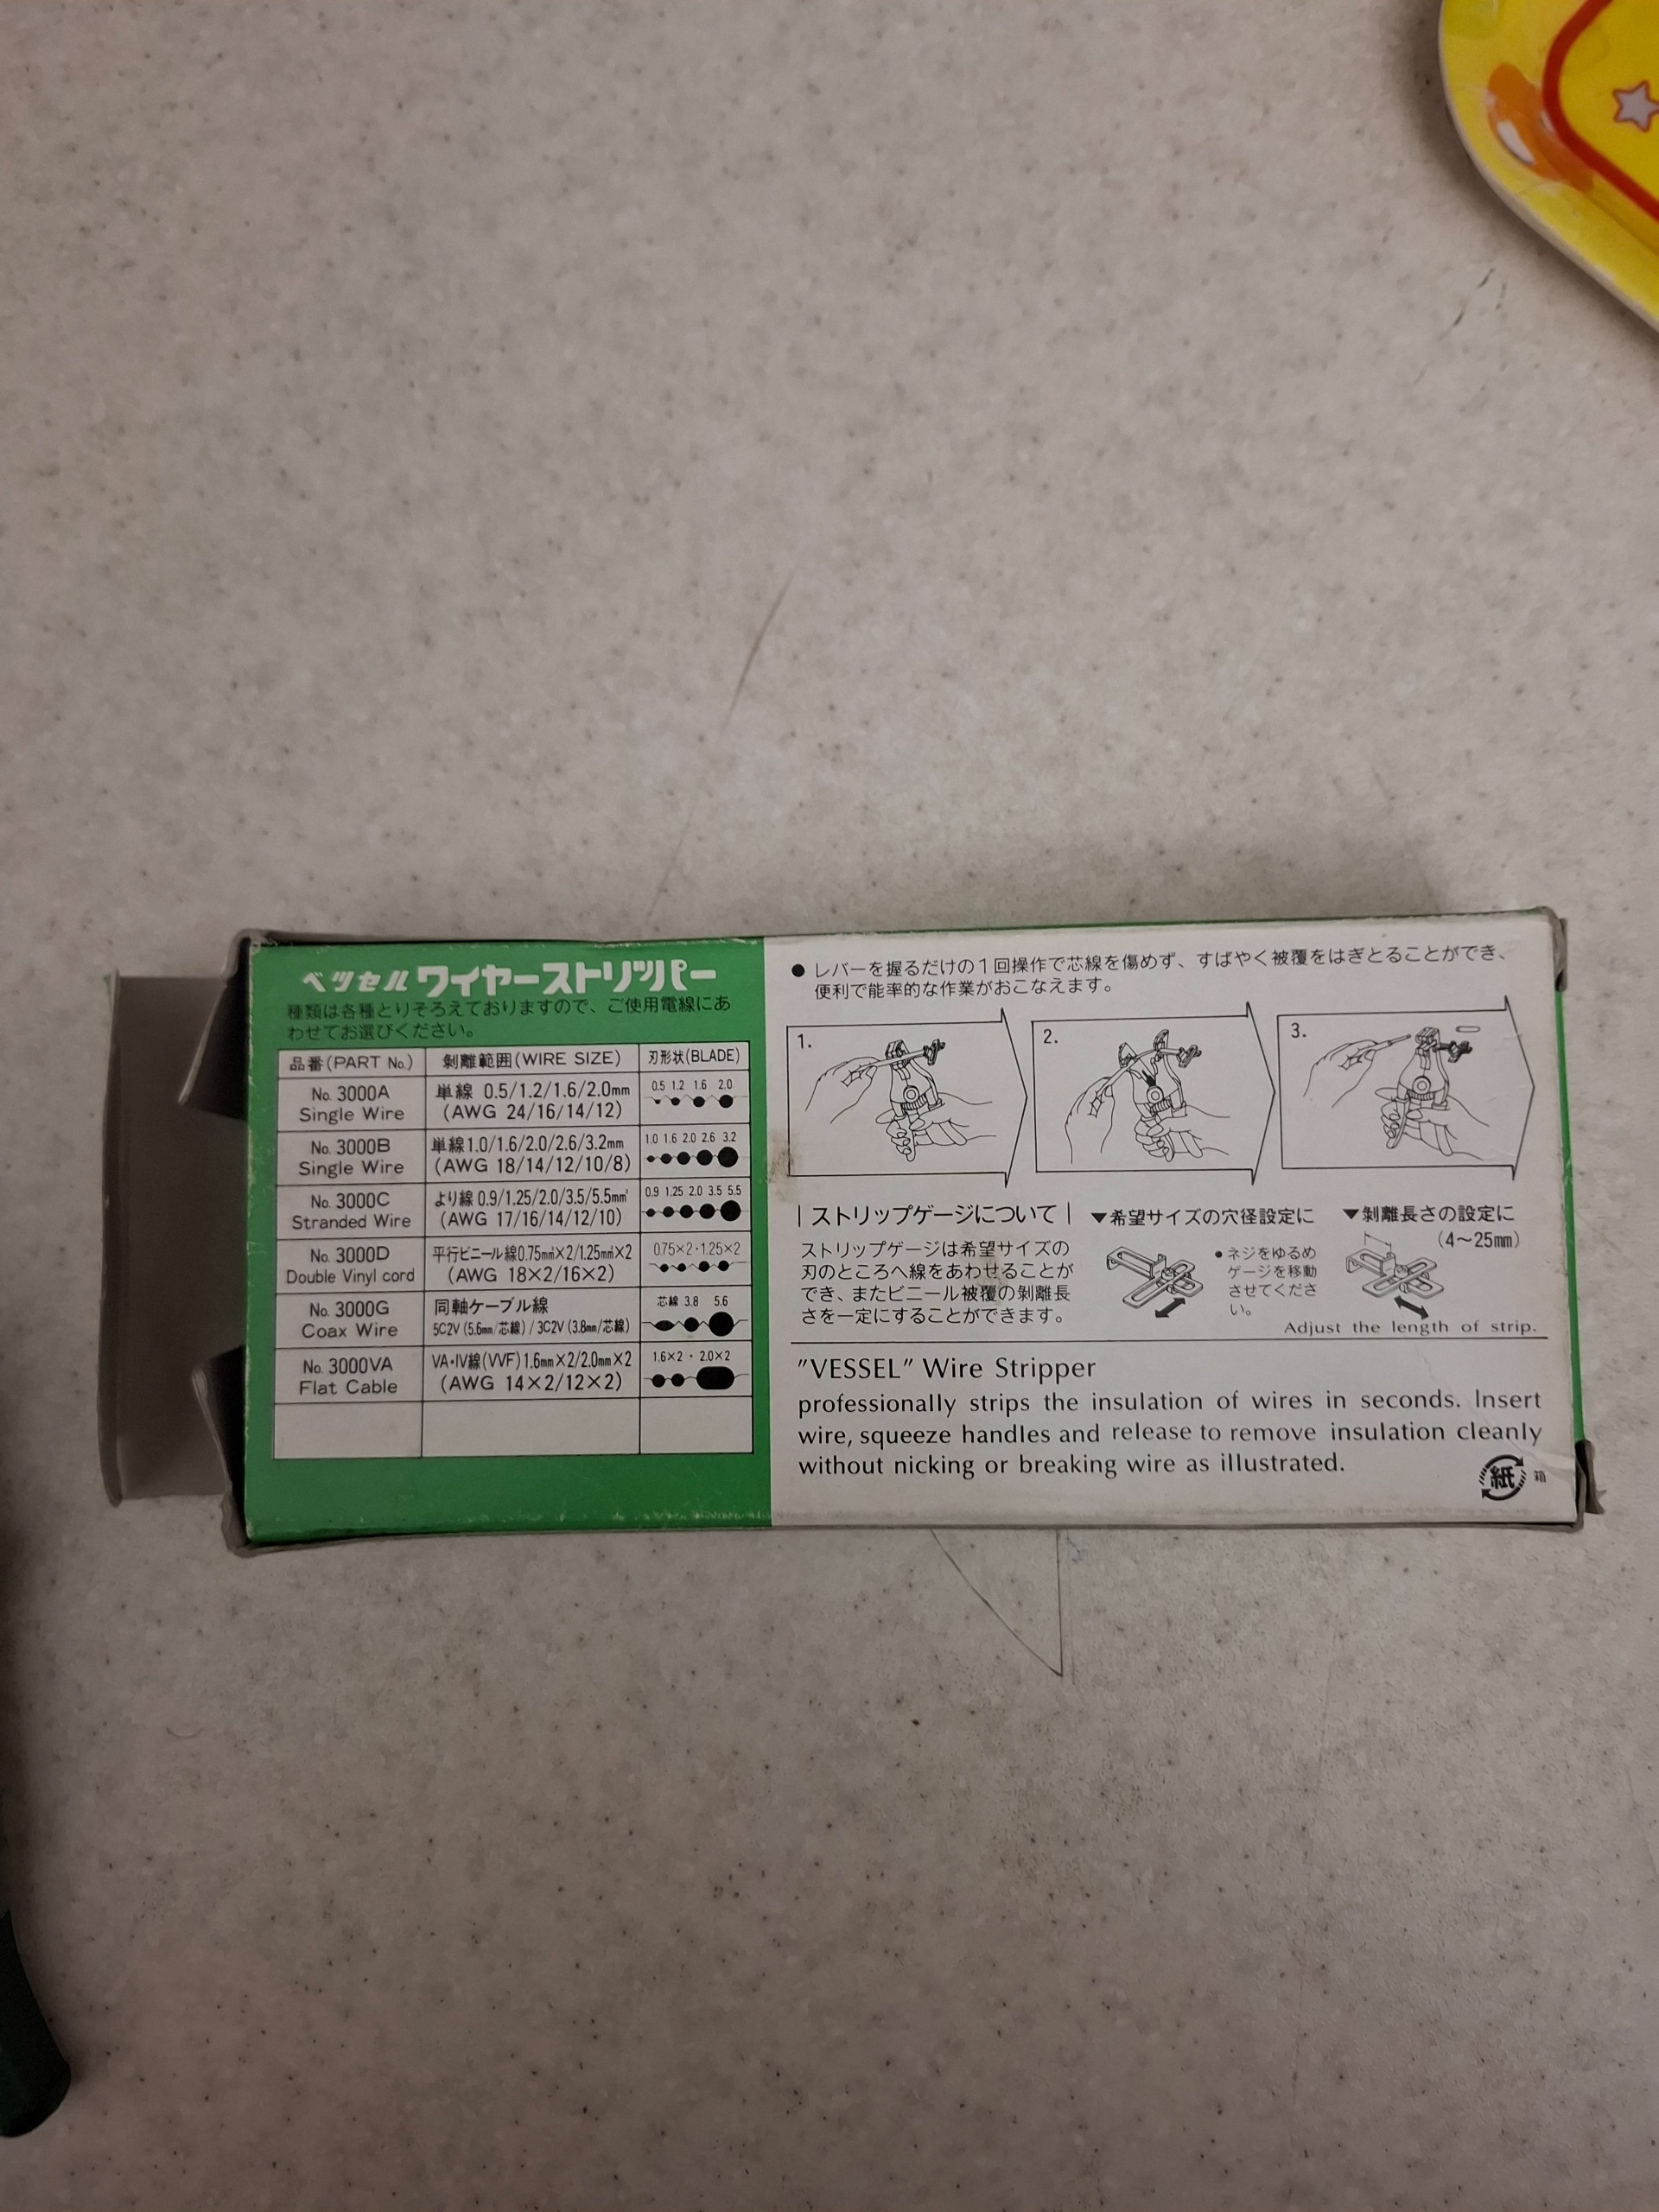 ベッセル ワイヤーストリッパー
種類は各種とりそろえておりますので、ご使用電線にあ
わせてお選びください。
品番(PART No.) 剝離範囲(WIRE SIZE) 刃形状(BLADE)
No. 3000A
Single Wire
単線 0.5/1.2/1.6/2.0mm
(AWG 24/16/14/12)
0.5 1.2 1.6 2.0
No. 3000B
Single Wire
単線1.0/1.6/2.0/2.6/3.2mm
(AWG 18/14/12/10/8)
1.0 1.6 2.0 2.6 3.2
No. 3000C
Stranded Wire
より線 0.9/1.25/2.0/3.5/5.5mm²
(AWG 17/16/14/12/10)
0.9 1.25 2.0 3.5 5.5
No. 3000D
Double Vinyl cord
平行ビニール線0.75m㎡×2/1.25m㎡×2
(AWG 18×2/16×2)
0.75×2・1.25×2
No. 3000G
Coax Wire
同軸ケーブル線
5C2V (5.6mm/芯線) / 3C2V (3.8mm/芯線)
芯線 3.8 5.6
No. 3000VA
Flat Cable
VA・IV線(VVF)1.6mm×2/2.0mm×2
(AWG 14×2/12×2)
1.6×2 ・ 2.0×2
● レバーを握るだけの1回操作で芯線を傷めず、すばやく被覆をはぎとることができ、
便利で能率的な作業がおこなえます。
1.
2.
3.
| ストリップゲージについて |
ストリップゲージは希望サイズの
刃のところへ線をあわせることが
でき、またビニール被覆の剝離長
さを一定にすることができます。
▼希望サイズの穴径設定に
● ネジをゆるめ
ゲージを移動
させてくださ
い。
▼剝離長さの設定に
(4〜25mm)
Adjust the length of strip.
"VESSEL" Wire Stripper
professionally strips the insulation of wires in seconds. Insert
wire, squeeze handles and release to remove insulation cleanly
without nicking or breaking wire as illustrated.
紙 箱